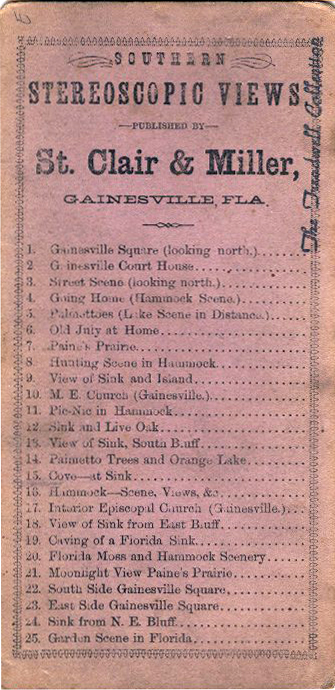 SOUTHERN
STEREOSCOPIC VIEWS
—PUBLISHED BY—
St. Clair & Miller,
GAINESVILLE, FLA.
1. Gainesville Square (looking north.)
2 Gainesville Court House
3. Street Scene (looking north.)
4. Going Home (Hammock Scene.)
5. Palmettoes (Lake Scene in Distance.)
6. Old July at Home
7. Paine's Prairie
8. Hunting Scene in Hammock
9. View of Sink and Island
10. M. E. Church (Gainesville.)
11. Pic-Nic in Hammock
12. Sink and Live Oak
13. View of Sink, South Bluff
14. Palmetto Trees and Orange Lake
15. Cove—at Sink
16. Hammock—Scene, Views, &c
17. Interior Episcopal Church (Gainesville.)
18. View of Sink from East Bluff
19. Caving of a Florida Sink
20. Florida Moss and Hammock Scenery
21. Moonlight View Paine's Prairie
22. South Side Gainesville Square
23. East Side Gainesville Square
24. Sink from N. E. Bluff
25. Garden Scene in Florida
The Treadwell Collection